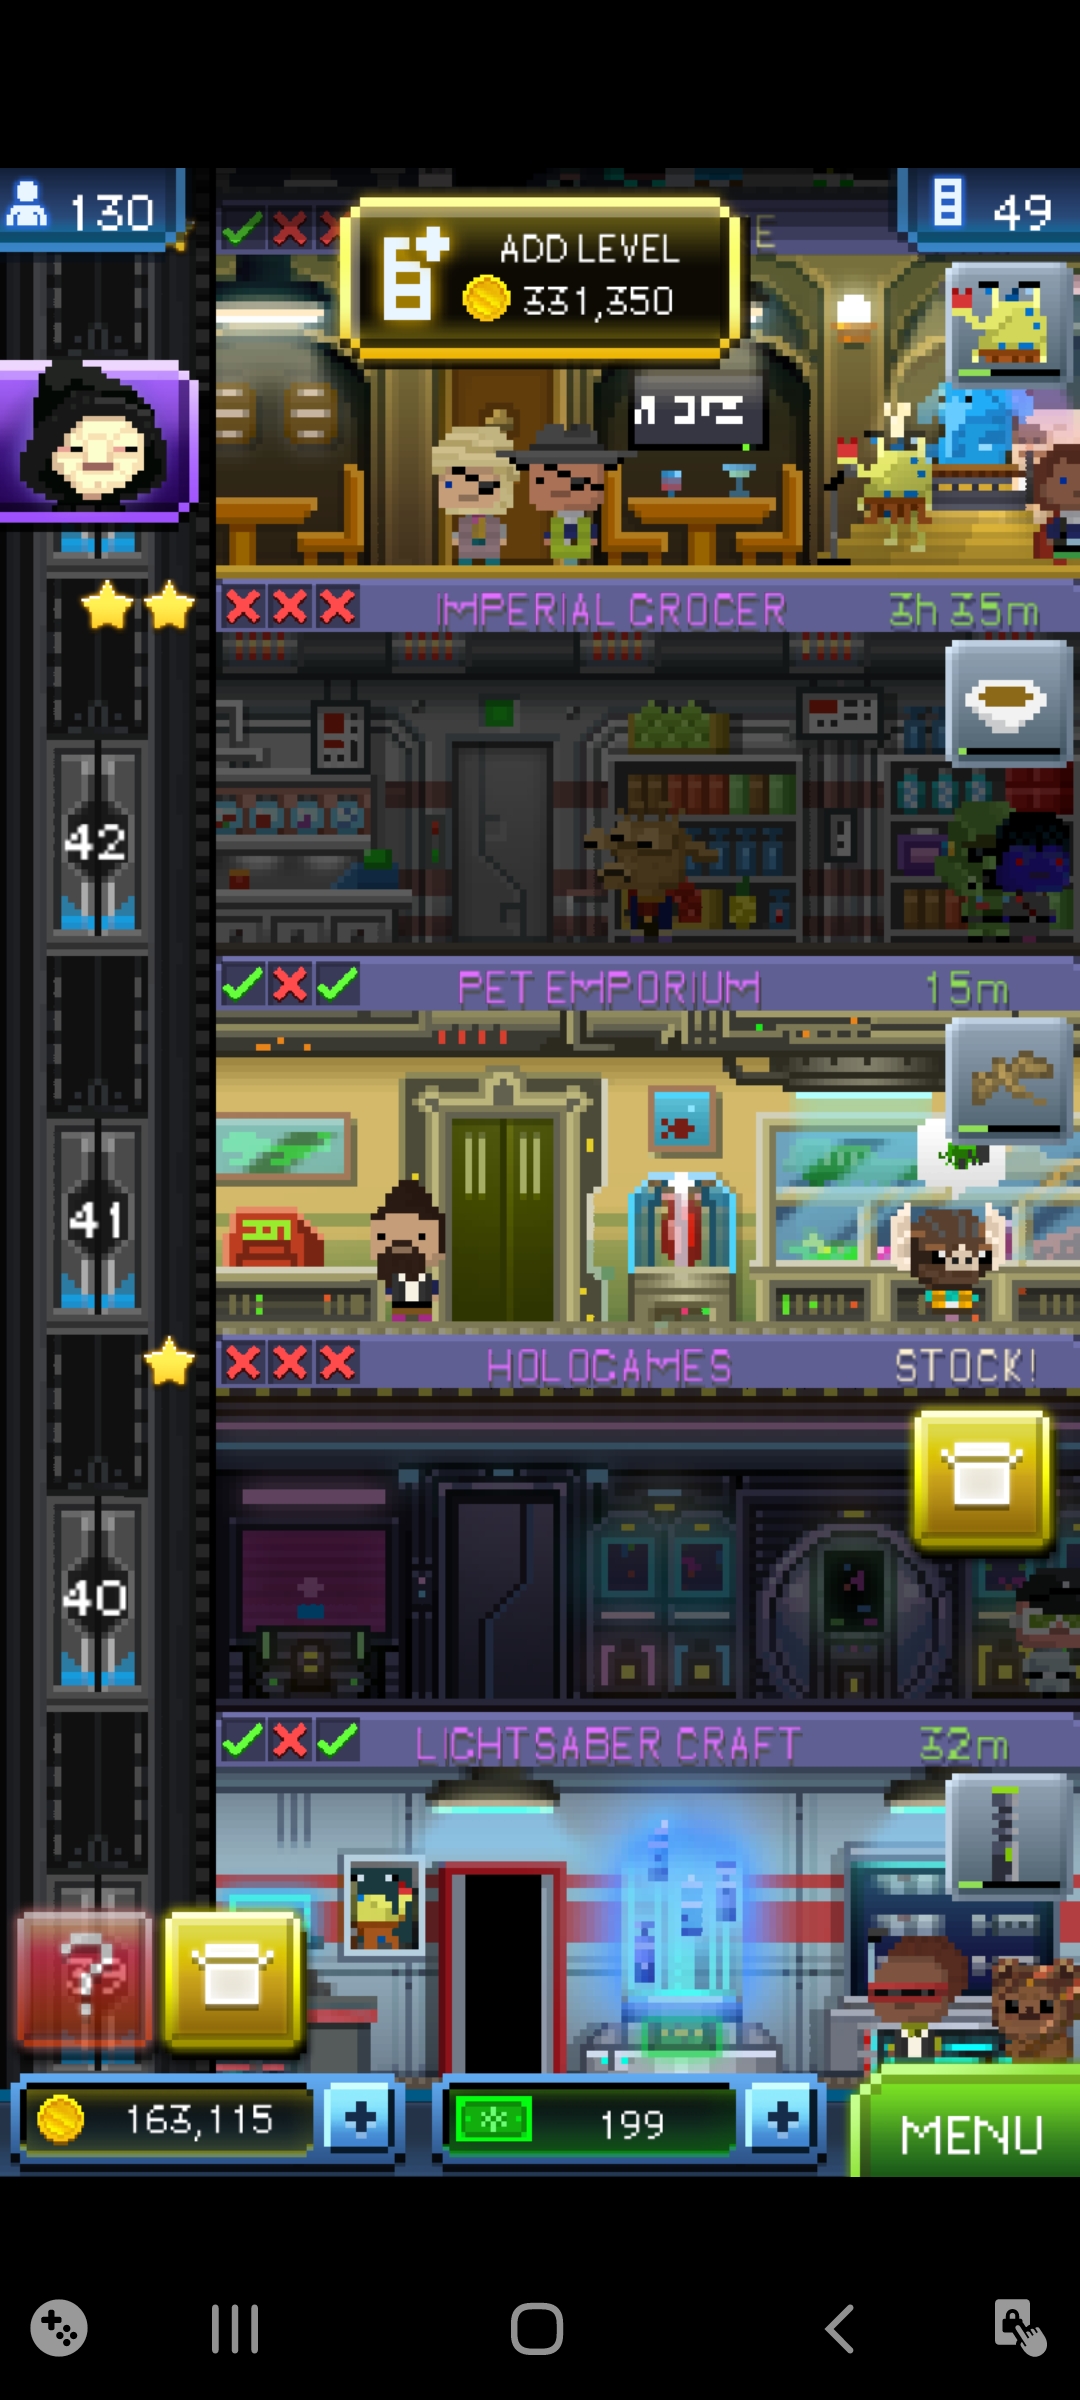 130
49
E
ADD LEVEL
331,350
IMPERIAL GROCER 3h 35m
42
PET EMPORIUM 15m
41
HOLOGAMES STOCK!
40
LIGHTSABER CRAFT 32m
?
163,115 +
199 +
MENU